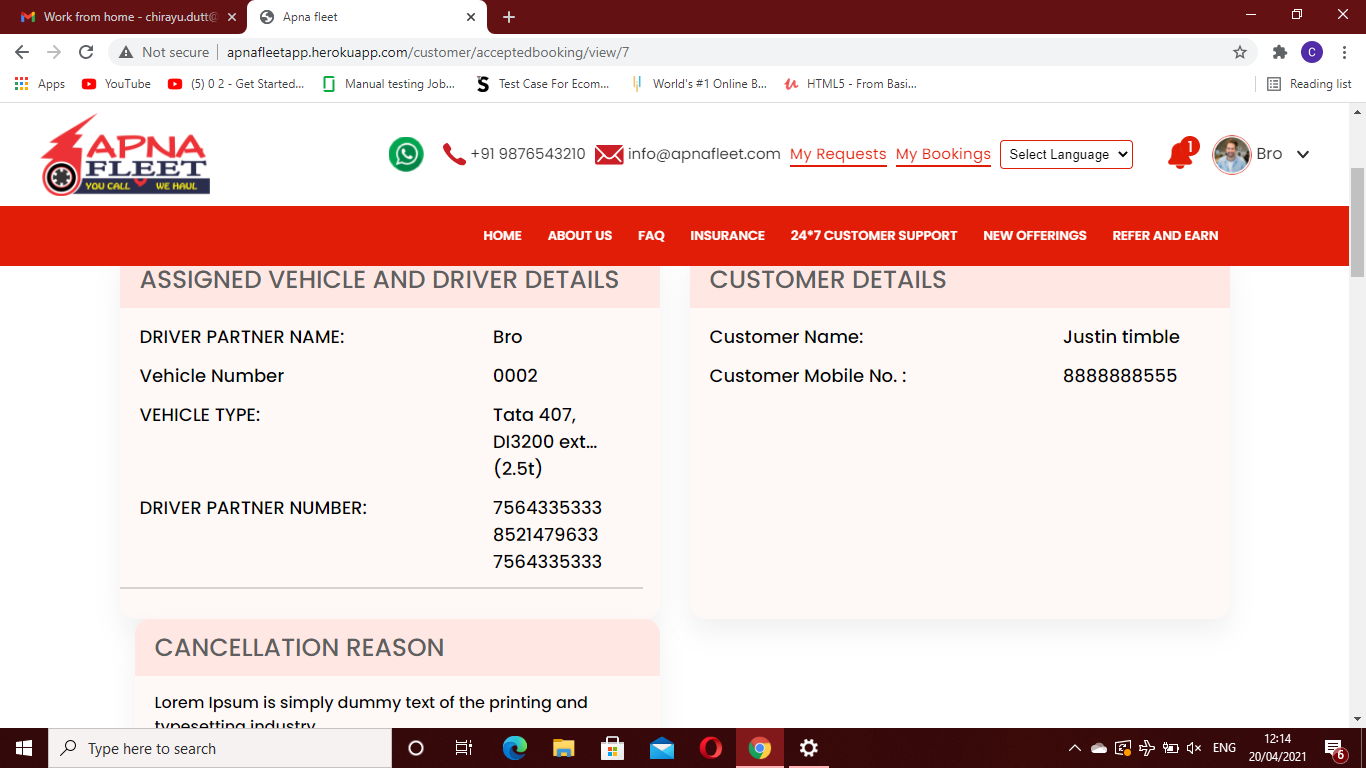 Work from home - chirayu.dutt@
Apna fleet
Not secure
apnafleetapp.herokuapp.com/customer/acceptedbooking/view/7
C
Apps
YouTube
(5) 0 2 - Get Started...
Manual testing Job...
Test Case For Ecom...
World's #1 Online B...
HTML5 - From Basi...
Reading list
APNA
FLEET
YOU CALL WE HAUL
+91 9876543210
info@apnafleet.com
My Requests
My Bookings
Select Language
1
Bro
HOME
ABOUT US
FAQ
INSURANCE
24*7 CUSTOMER SUPPORT
NEW OFFERINGS
REFER AND EARN
ASSIGNED VEHICLE AND DRIVER DETAILS
DRIVER PARTNER NAME: Bro
Vehicle Number 0002
VEHICLE TYPE: Tata 407,
DI3200 ext...
(2.5t)
DRIVER PARTNER NUMBER: 7564335333
8521479633
7564335333
CUSTOMER DETAILS
Customer Name: Justin timble
Customer Mobile No. : 8888888555
CANCELLATION REASON
Lorem Ipsum is simply dummy text of the printing and
typesetting industry
Type here to search
ENG
12:14
20/04/2021
6